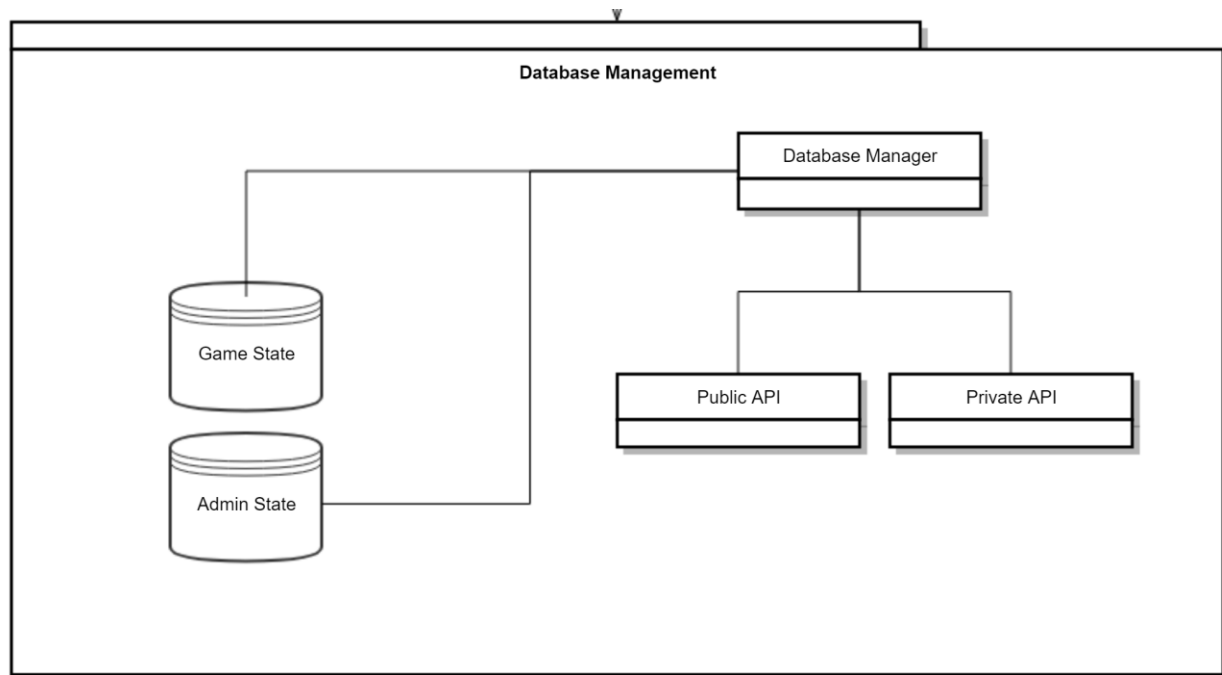 Database Management
Database Manager
Game State
Public API
Private API
Admin State